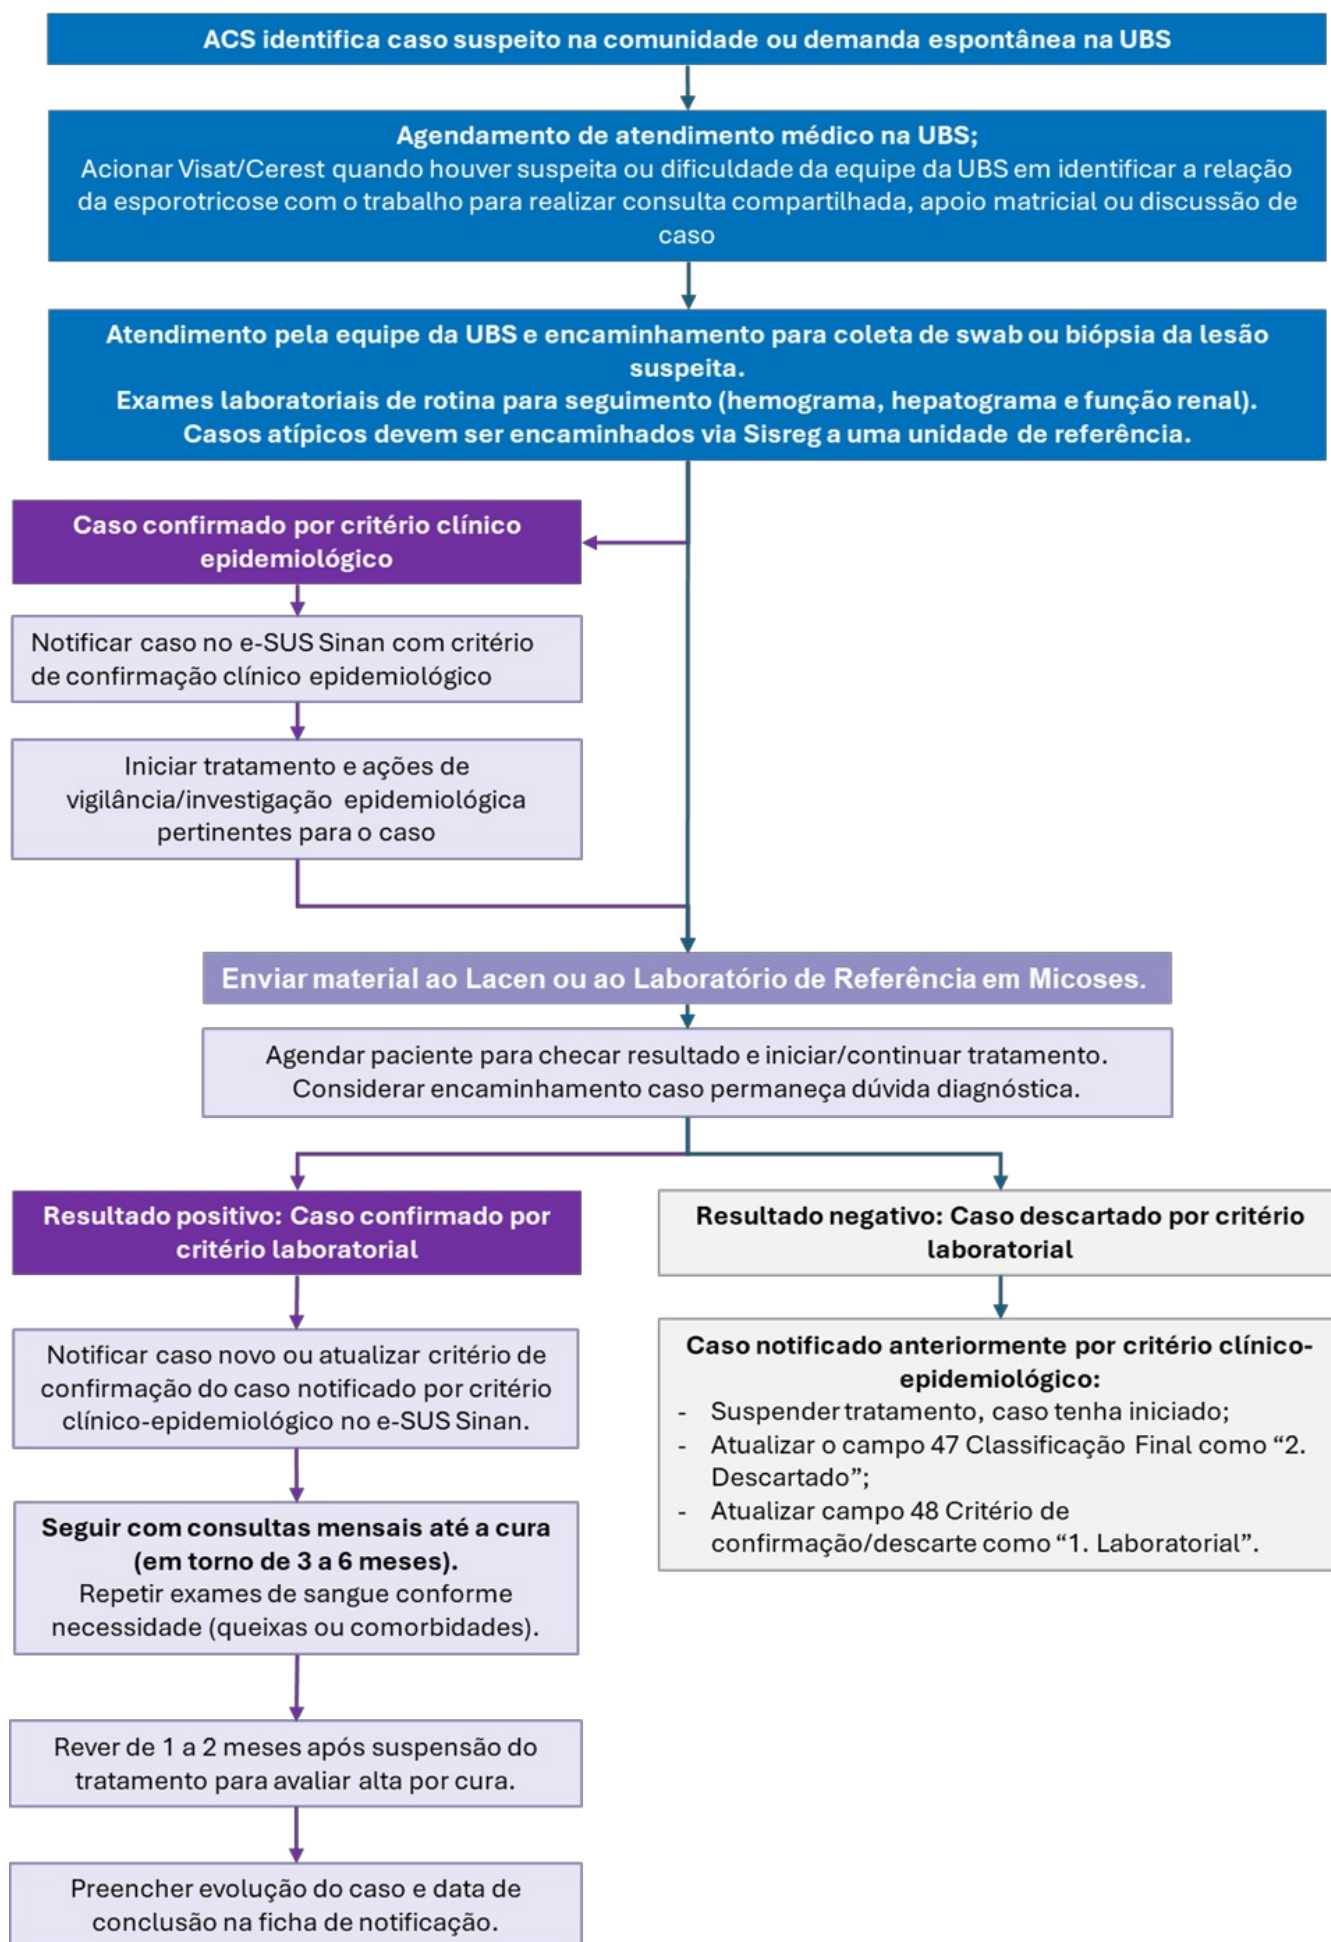 ACS identifica caso suspeito na comunidade ou demanda espontânea na UBS
Agendamento de atendimento médico na UBS;
Acionar Visat/Cerest quando houver suspeita ou dificuldade da equipe da UBS em identificar a relação
da esporotricose com o trabalho para realizar consulta compartilhada, apoio matricial ou discussão de
caso
Atendimento pela equipe da UBS e encaminhamento para coleta de swab ou biópsia da lesão
suspeita.
Exames laboratoriais de rotina para seguimento (hemograma, hepatograma e função renal).
Casos atípicos devem ser encaminhados via Sisreg a uma unidade de referência.
Caso confirmado por critério clínico
epidemiológico
Notificar caso no e-SUS Sinan com critério
de confirmação clínico epidemiológico
Iniciar tratamento e ações de
vigilância/investigação epidemiológica
pertinentes para o caso
Enviar material ao Lacen ou ao Laboratório de Referência em Micoses.
Agendar paciente para checar resultado e iniciar/continuar tratamento.
Considerar encaminhamento caso permaneça dúvida diagnóstica.
Resultado positivo: Caso confirmado por
critério laboratorial
Notificar caso novo ou atualizar critério de
confirmação do caso notificado por critério
clínico-epidemiológico no e-SUS Sinan.
Seguir com consultas mensais até a cura
(em torno de 3 a 6 meses).
Repetir exames de sangue conforme
necessidade (queixas ou comorbidades).
Rever de 1 a 2 meses após suspensão do
tratamento para avaliar alta por cura.
Preencher evolução do caso e data de
conclusão na ficha de notificação.
Resultado negativo: Caso descartado por critério
laboratorial
Caso notificado anteriormente por critério clínico-
epidemiológico:
- Suspender tratamento, caso tenha iniciado;
- Atualizar o campo 47 Classificação Final como “2.
Descartado”;
- Atualizar campo 48 Critério de
confirmação/descarte como “1. Laboratorial”.